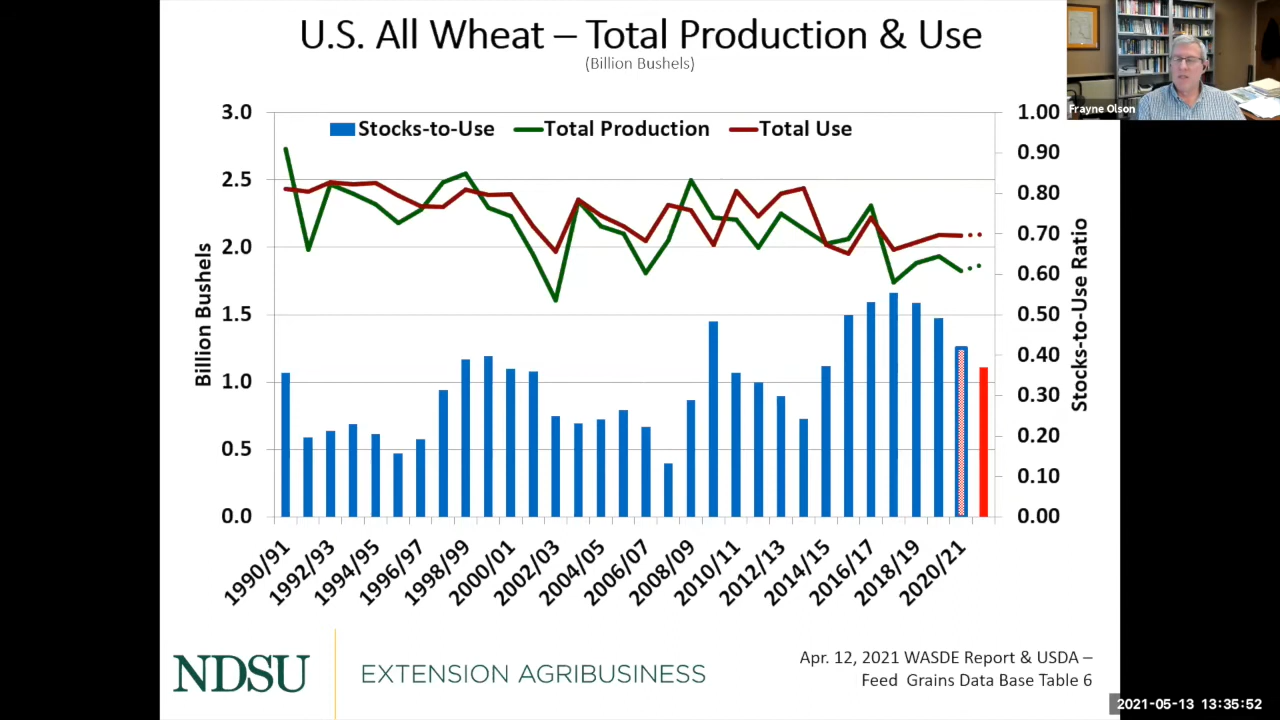 U.S. All Wheat – Total Production & Use
(Billion Bushels)
Frayne Olson
3.0
2.5
2.0
1.5
1.0
0.5
0.0
Billion Bushels
Stocks-to-Use
Total Production
Total Use
1.00
0.90
0.80
0.70
0.60
0.50
0.40
0.30
0.20
0.10
0.00
Stocks-to-Use Ratio
1990/91
1992/93
1994/95
1996/97
1998/99
2000/01
2002/03
2004/05
2006/07
2008/09
2010/11
2012/13
2014/15
2016/17
2018/19
2020/21
NDSU
EXTENSION AGRIBUSINESS
Apr. 12, 2021 WASDE Report & USDA –
Feed Grains Data Base Table 6
2021-05-13 13:35:52